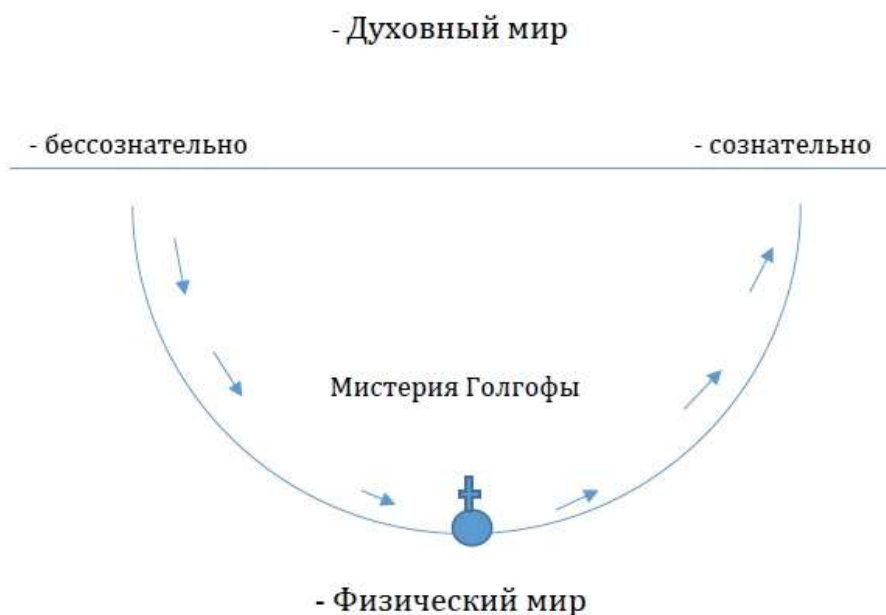 - Духовный мир
- бессознательно
- сознательно
Мистерия Голгофы
- Физический мир